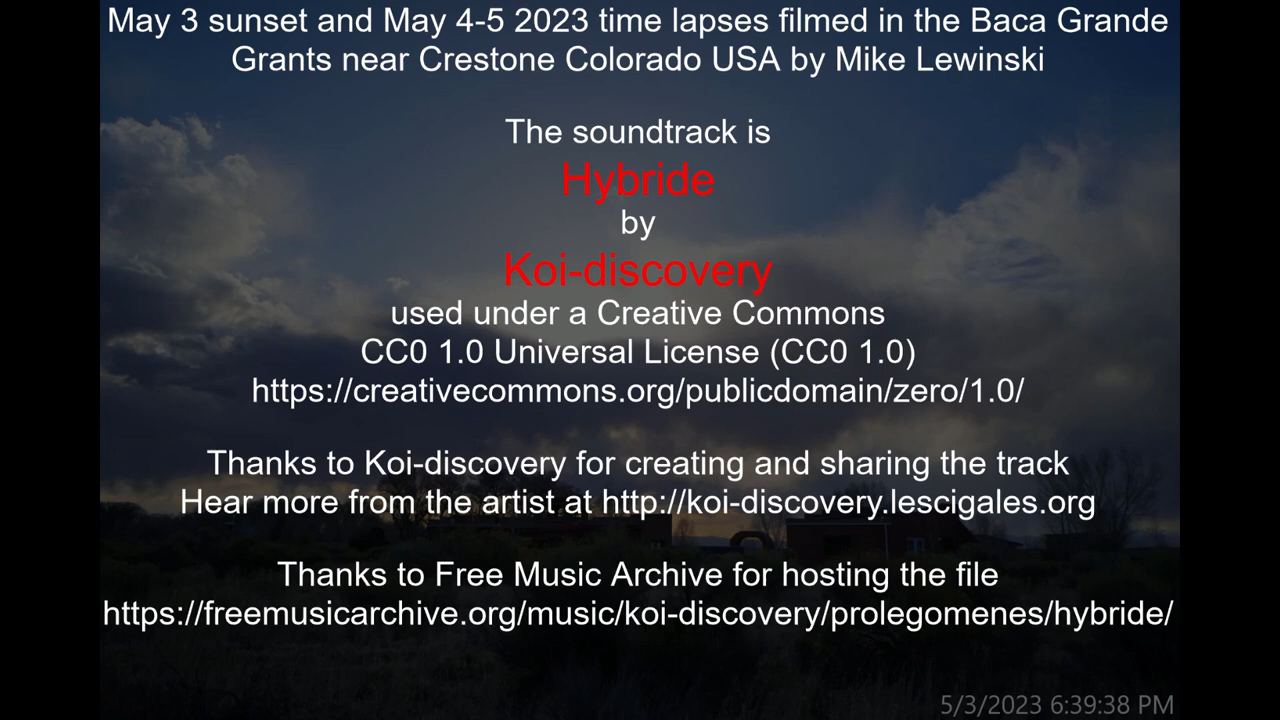 May 3 sunset and May 4-5 2023 time lapses filmed in the Baca Grande
Grants near Crestone Colorado USA by Mike Lewinski
The soundtrack is
Hybride
by
Koi-discovery
used under a Creative Commons
CC0 1.0 Universal License (CC0 1.0)
https://creativecommons.org/publicdomain/zero/1.0/
Thanks to Koi-discovery for creating and sharing the track
Hear more from the artist at http://koi-discovery.lescigales.org
Thanks to Free Music Archive for hosting the file
https://freemusicarchive.org/music/koi-discovery/prolegomenes/hybride/
5/3/2023 6:39:38 PM